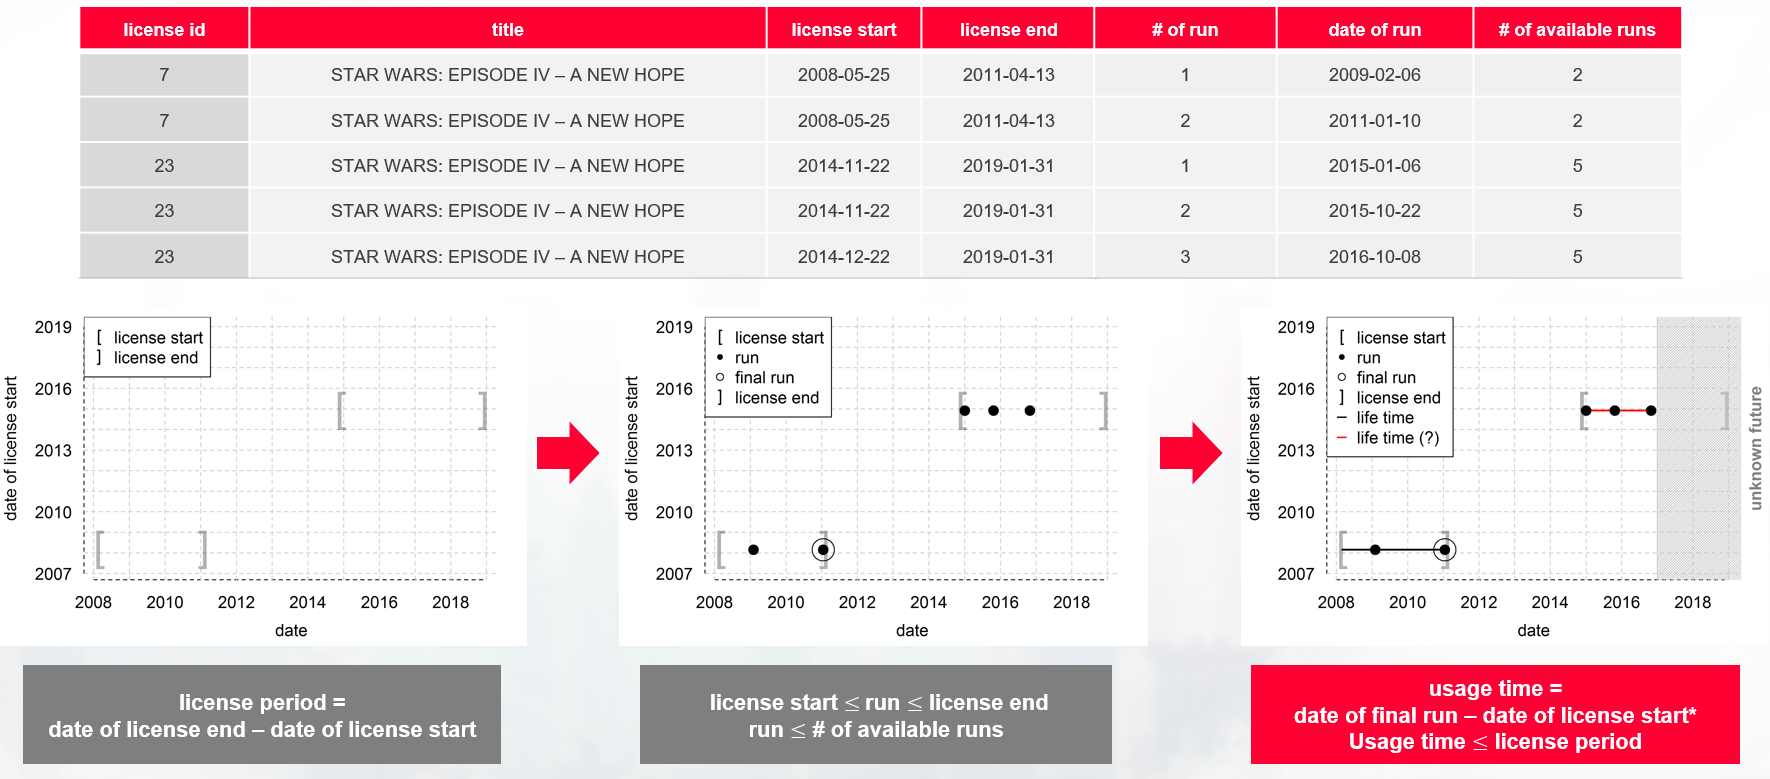 license id title license start license end # of run date of run # of available runs
7 STAR WARS: EPISODE IV – A NEW HOPE 2008-05-25 2011-04-13 1 2009-02-06 2
7 STAR WARS: EPISODE IV – A NEW HOPE 2008-05-25 2011-04-13 2 2011-01-10 2
23 STAR WARS: EPISODE IV – A NEW HOPE 2014-11-22 2019-01-31 1 2015-01-06 5
23 STAR WARS: EPISODE IV – A NEW HOPE 2014-11-22 2019-01-31 2 2015-10-22 5
23 STAR WARS: EPISODE IV – A NEW HOPE 2014-12-22 2019-01-31 3 2016-10-08 5
date of license start
2019
2016
2013
2010
2007
[ license start
] license end
2008 2010 2012 2014 2016 2018
date
date of license start
2019
2016
2013
2010
2007
[ license start
run
final run
] license end
2008 2010 2012 2014 2016 2018
date
date of license start
2019
2016
2013
2010
2007
[ license start
run
final run
] license end
life time
life time (?)
2008 2010 2012 2014 2016 2018
date
unknown future
license period =
date of license end – date of license start
license start ≤ run ≤ license end
run ≤ # of available runs
usage time =
date of final run – date of license start*
Usage time ≤ license period